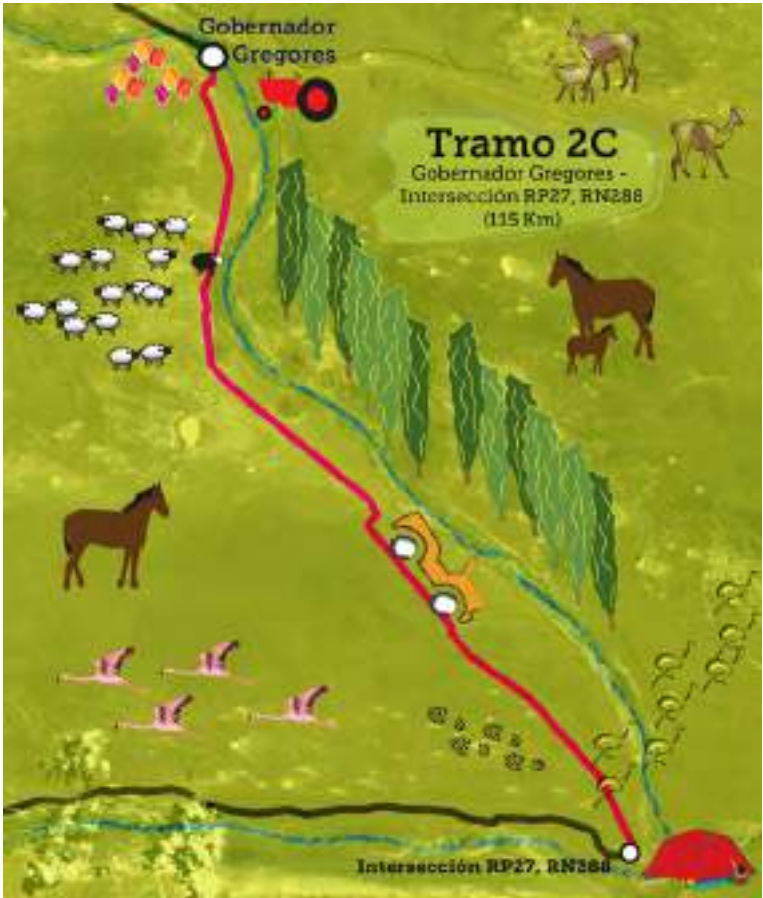 Gobernador
Gregores
Tramo 2C
Gobernador Gregores -
Intersección RP27, RN288
(115 Km)
Intersección RP27, RN288